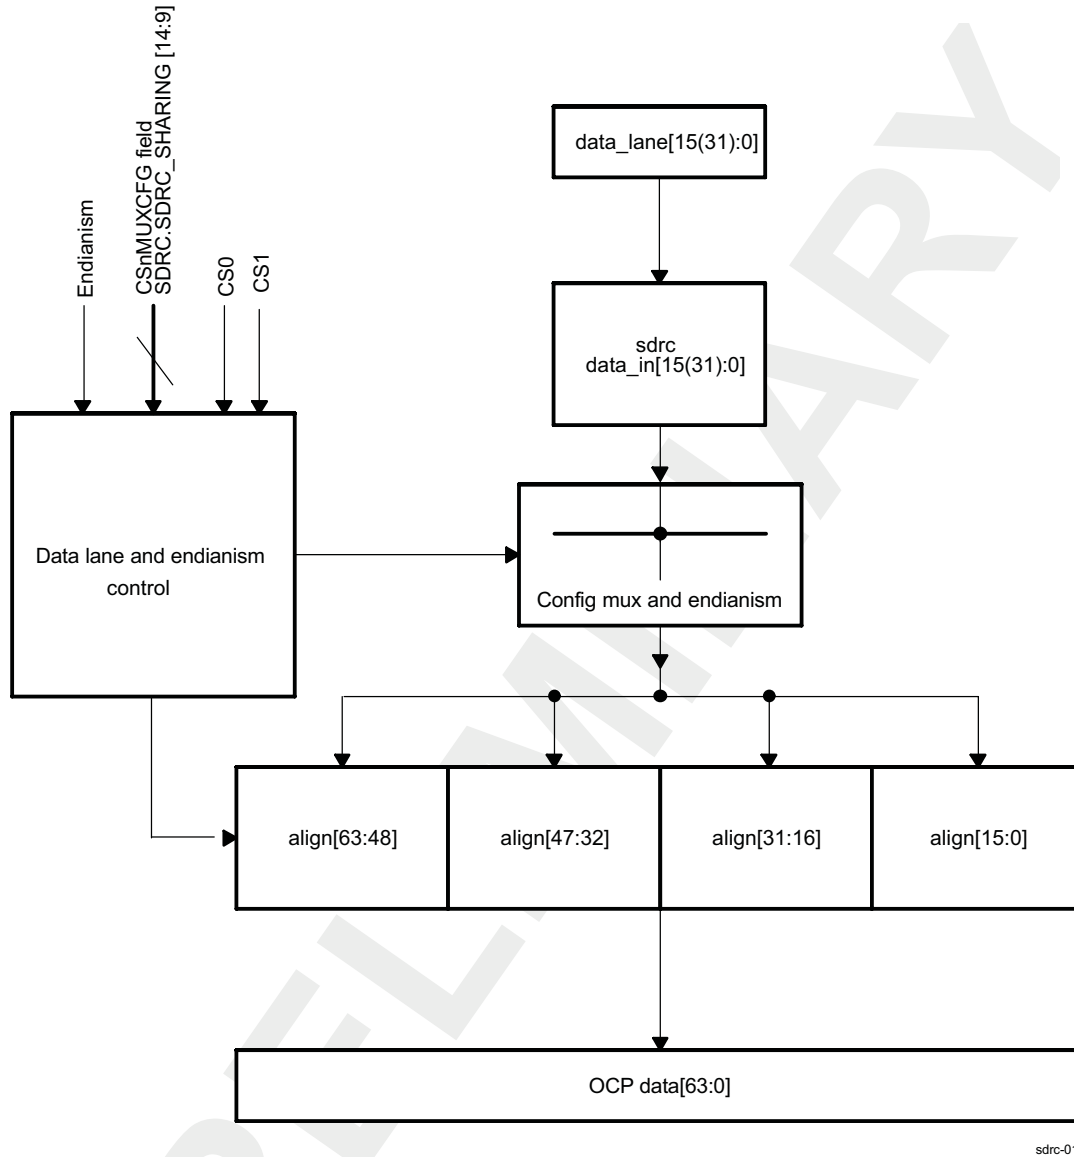 Endianism
CSnMUXCFG field
SDRC.SDRC_SHARING [14:9]
CS0
CS1
data_lane[15(31):0]
sdrc
data_in[15(31):0]
Data lane and endianism
control
Config mux and endianism
align[63:48]
align[47:32]
align[31:16]
align[15:0]
OCP data[63:0]
sdrc-01
PRELIMINARY